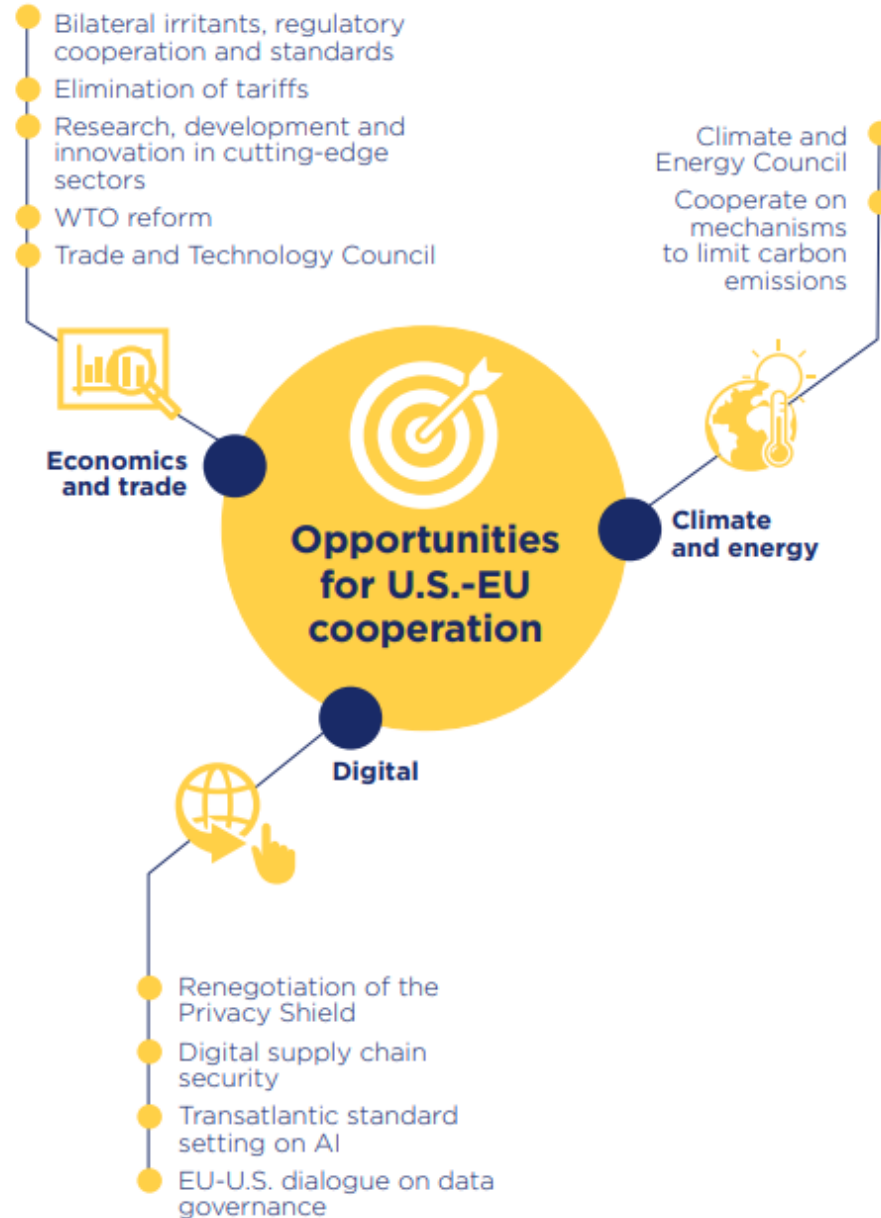 Bilateral irritants, regulatory
cooperation and standards
Elimination of tariffs
Research, development and
innovation in cutting-edge
sectors
WTO reform
Trade and Technology Council
Economics
and trade
Climate and
Energy Council
Cooperate on
mechanisms
to limit carbon
emissions
Climate
and energy
Opportunities
for U.S.-EU
cooperation
Digital
Renegotiation of the
Privacy Shield
Digital supply chain
security
Transatlantic standard
setting on AI
EU-U.S. dialogue on data
governance